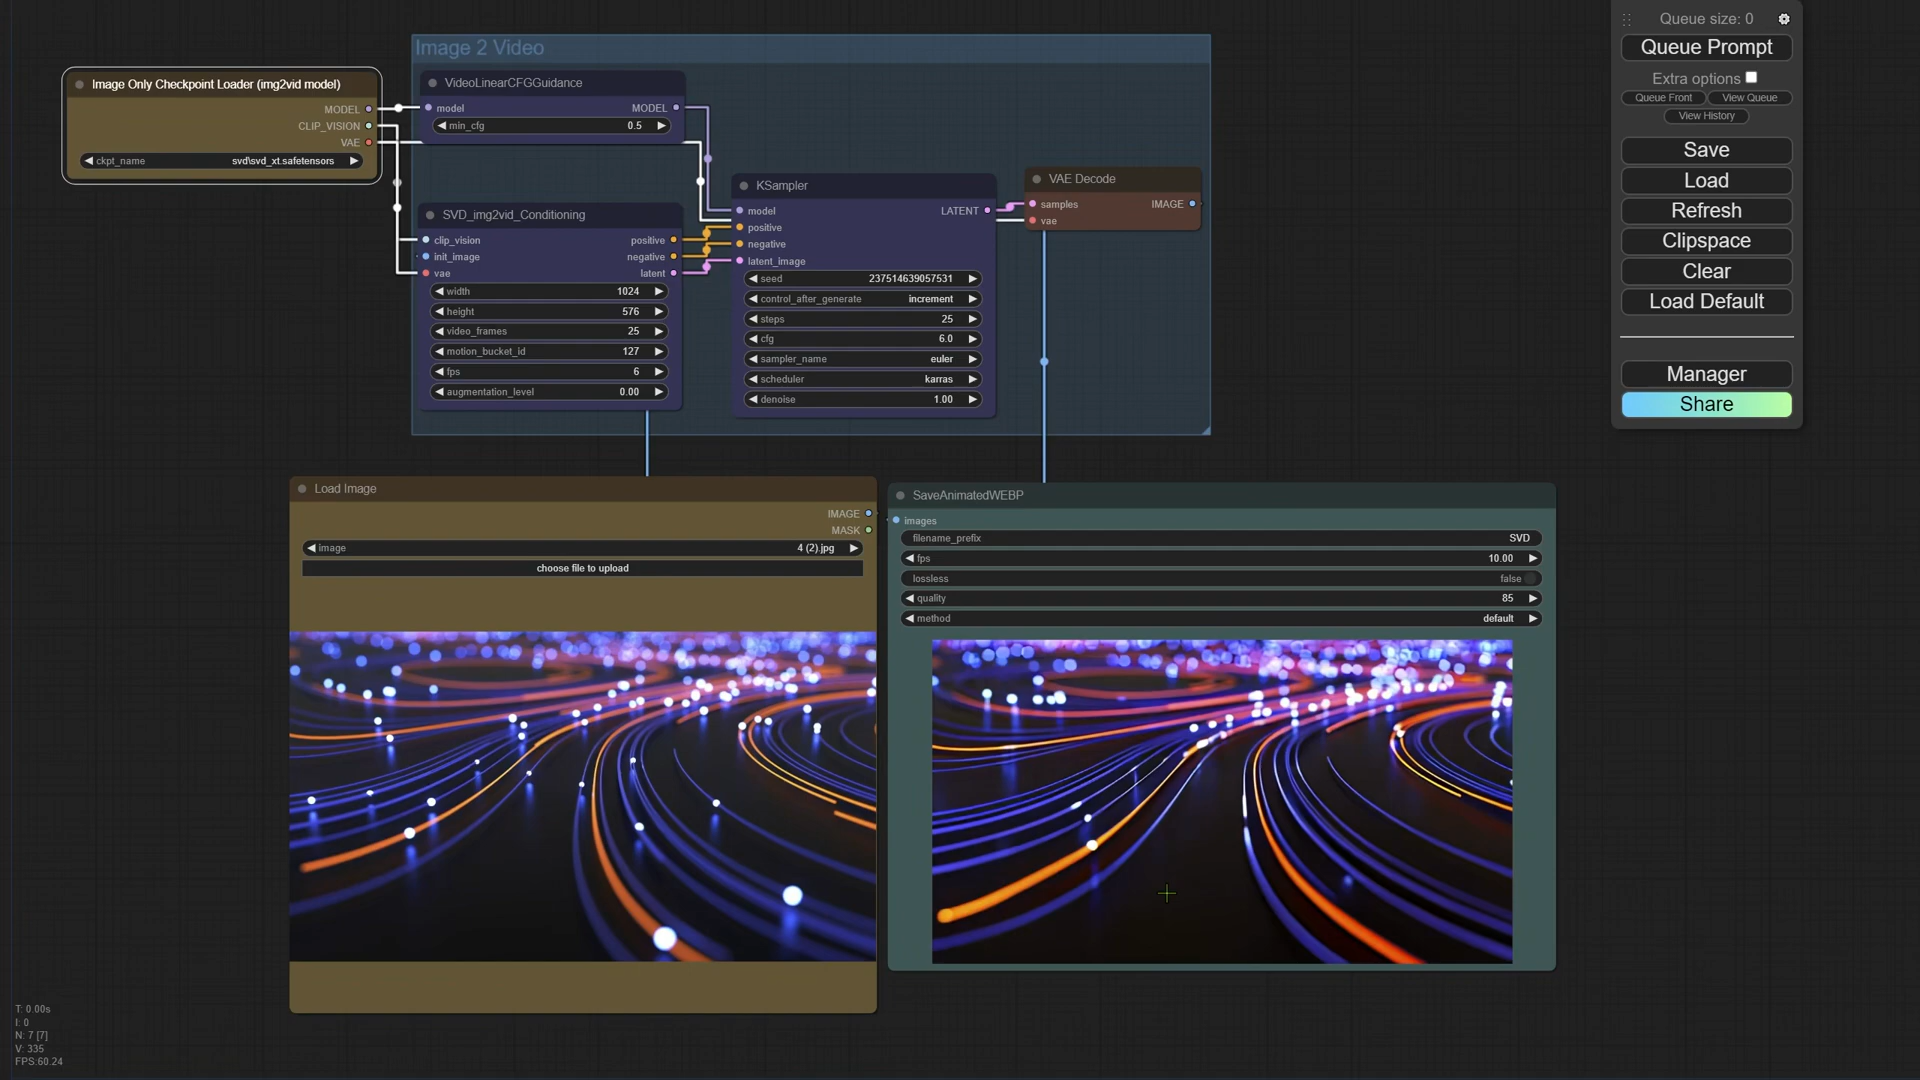 Image 2 Video
Image Only Checkpoint Loader (img2vid model)
MODEL
CLIP_VISION
VAE
ckpt_name svd\svd_xt.safetensors
VideoLinearCFGGuidance
model MODEL
min_cfg 0.5
SVD_img2vid_Conditioning
clip_vision positive
init_image negative
vae latent
width 1024
height 576
video_frames 25
motion_bucket_id 127
fps 6
augmentation_level 0.00
KSampler
model LATENT
positive
negative
latent_image
seed 237514639057531
control_after_generate increment
steps 25
cfg 6.0
sampler_name euler
scheduler karras
denoise 1.00
VAE Decode
samples IMAGE
vae
Load Image
IMAGE
MASK
image 4 (2).jpg
choose file to upload
SaveAnimatedWEBP
images
filename_prefix SVD
fps 10.00
lossless false
quality 85
method default
Queue size: 0
Queue Prompt
Extra options
Queue Front View Queue
View History
Save
Load
Refresh
Clipspace
Clear
Load Default
Manager
Share
T: 0.00s
I: 0
N: 7 [7]
V: 335
FPS:60.24